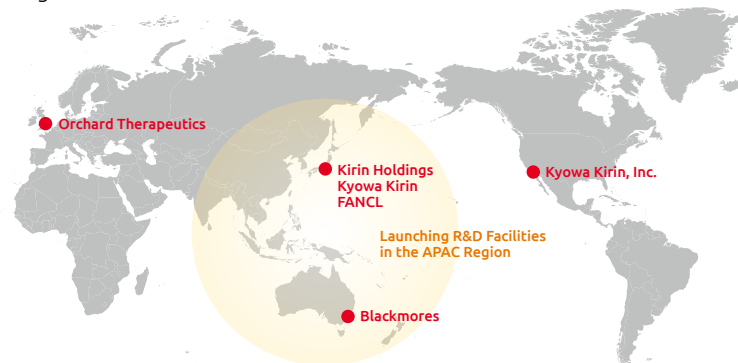 Orchard Therapeutics
Kirin Holdings
Kyowa Kirin
FANCL
Kyowa Kirin, Inc.
Launching R&D Facilities
in the APAC Region
Blackmores